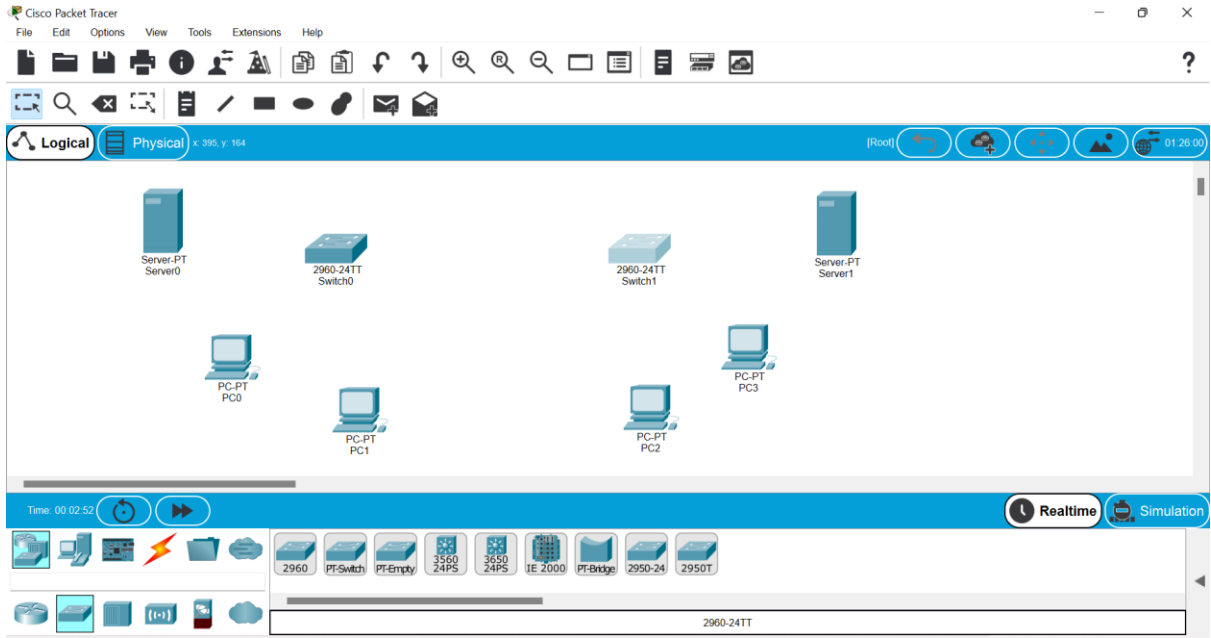 Cisco Packet Tracer
File Edit Options View Tools Extensions Help
R
?
Logical Physical x: 395, y: 164 [Root] 01:26:00
Server-PT
Server0
2960-24TT
Switch0
2960-24TT
Switch1
Server-PT
Server1
PC-PT
PC0
PC-PT
PC1
PC-PT
PC2
PC-PT
PC3
Time: 00:02:52 Realtime Simulation
2960 PT-Switch PT-Empty 3560 24PS 3650 24PS IE 2000 PT-Bridge 2950-24 2950T
2960-24TT